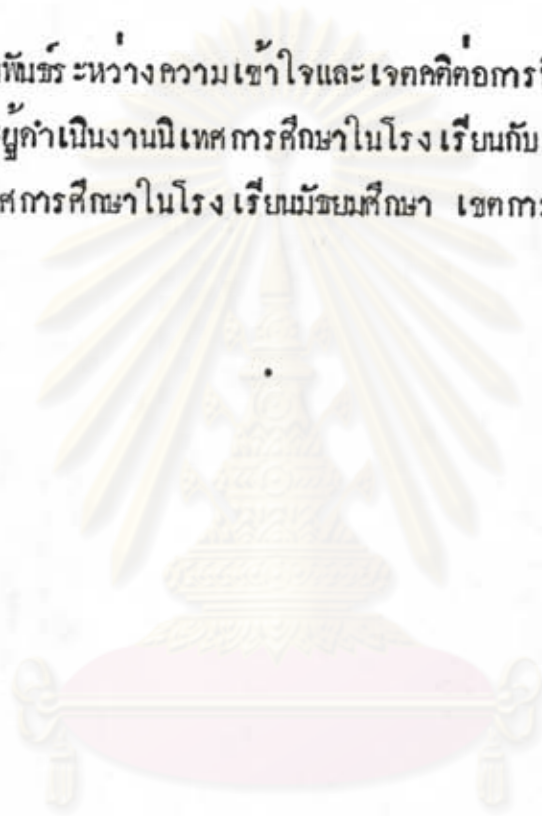 พันธ์ระหว่างความเข้าใจและเจตคติต่อการ
ผู้ดำเนินงานนิเทศการศึกษาในโรงเรียนกับ
ศการศึกษาในโรงเรียนมัธยมศึกษา เขตกา